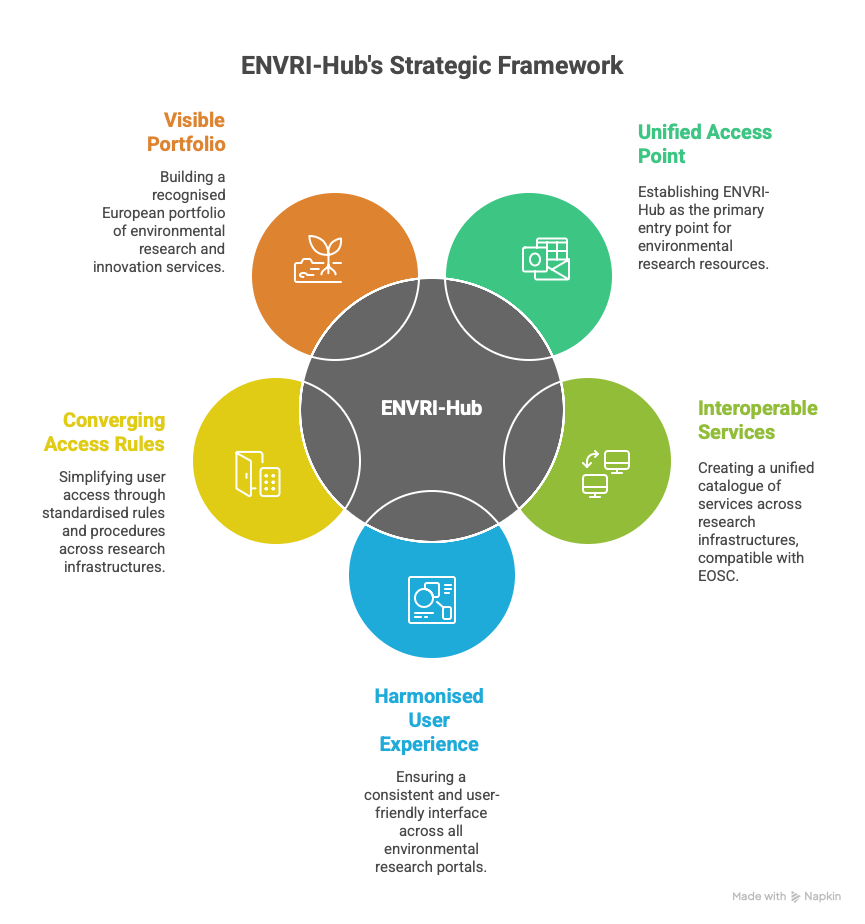 ENVRI-Hub's Strategic Framework
Visible
Portfolio
Building a
recognised
European portfolio
of environmental
research and
innovation services.
Unified Access
Point
Establishing ENVRI-
Hub as the primary
entry point for
environmental
research resources.
ENVRI-Hub
Converging
Access Rules
Simplifying user
access through
standardised rules
and procedures
across research
infrastructures.
Interoperable
Services
Creating a unified
catalogue of
services across
research
infrastructures,
compatible with
EOSC.
Harmonised
User
Experience
Ensuring a
consistent and user-
friendly interface
across all
environmental
research portals.
Made with Napkin